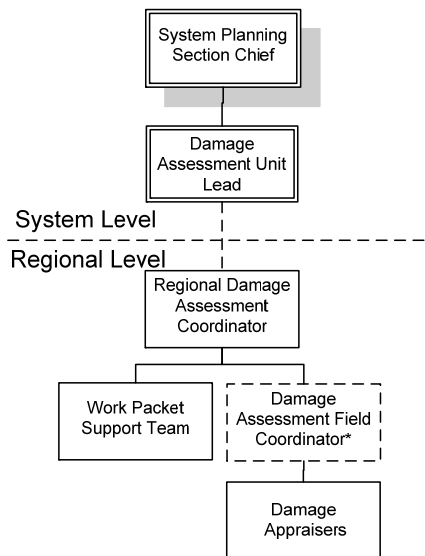 System Planning
Section Chief
Damage
Assessment Unit
Lead
System Level
Regional Level
Regional Damage
Assessment
Coordinator
Work Packet
Support Team
Damage
Assessment Field
Coordinator*
Damage
Appraisers